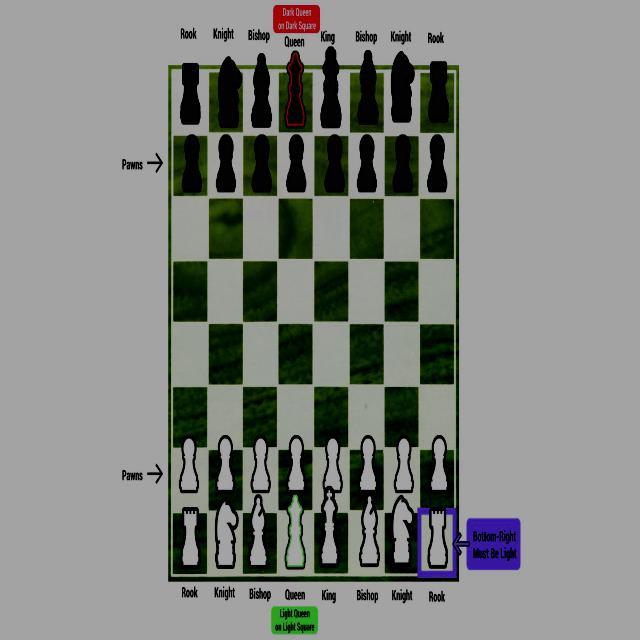 Dark Queen
on Dark Square
Rook Knight Bishop Queen King Bishop Knight Rook
Pawns
Pawns
Bottom-Right
Must Be Light
Rook Knight Bishop Queen King Bishop Knight Rook
Light Queen
on Light Square